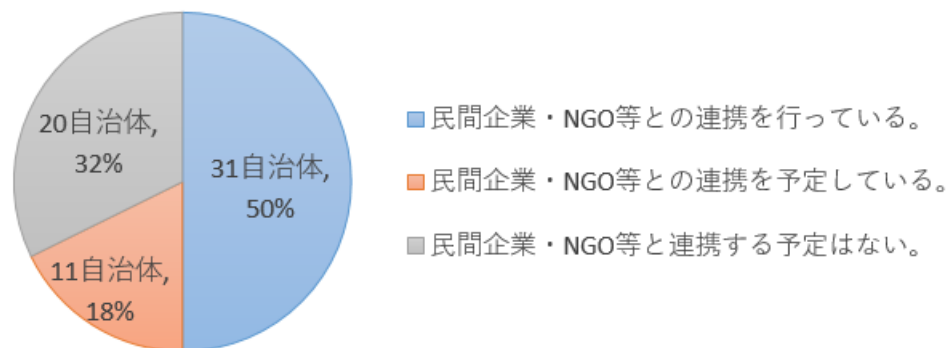 20自治体,
32%
31自治体,
50%
11自治体,
18%
民間企業・NGO等との連携を行っている。
民間企業・NGO等との連携を予定している。
民間企業・NGO等と連携する予定はない。